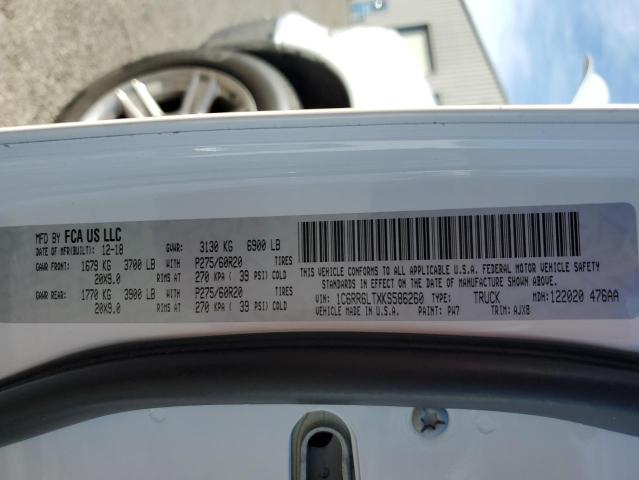 MFD BY FCA US LLC
DATE OF MFR(BUILT): 12-18 GVWR: 3130 KG 6900 LB
GAWR FRONT: 1679 KG 3700 LB WITH P275/60R20 TIRES
20X9.0 RIMS AT 270 KPA ( 39 PSI) COLD
GAWR REAR: 1770 KG 3900 LB WITH P275/60R20 TIRES
20X9.0 RIMS AT 270 KPA ( 39 PSI) COLD
THIS VEHICLE CONFORMS TO ALL APPLICABLE U.S.A. FEDERAL MOTOR VEHICLE SAFETY
STANDARDS IN EFFECT ON THE DATE OF MANUFACTURE SHOWN ABOVE.
VIN: 1C6RR6LTXKS586260 TYPE: TRUCK MDH: 122020 476AA
VEHICLE MADE IN U.S.A. PAINT: PW7 TRIM: AJX8